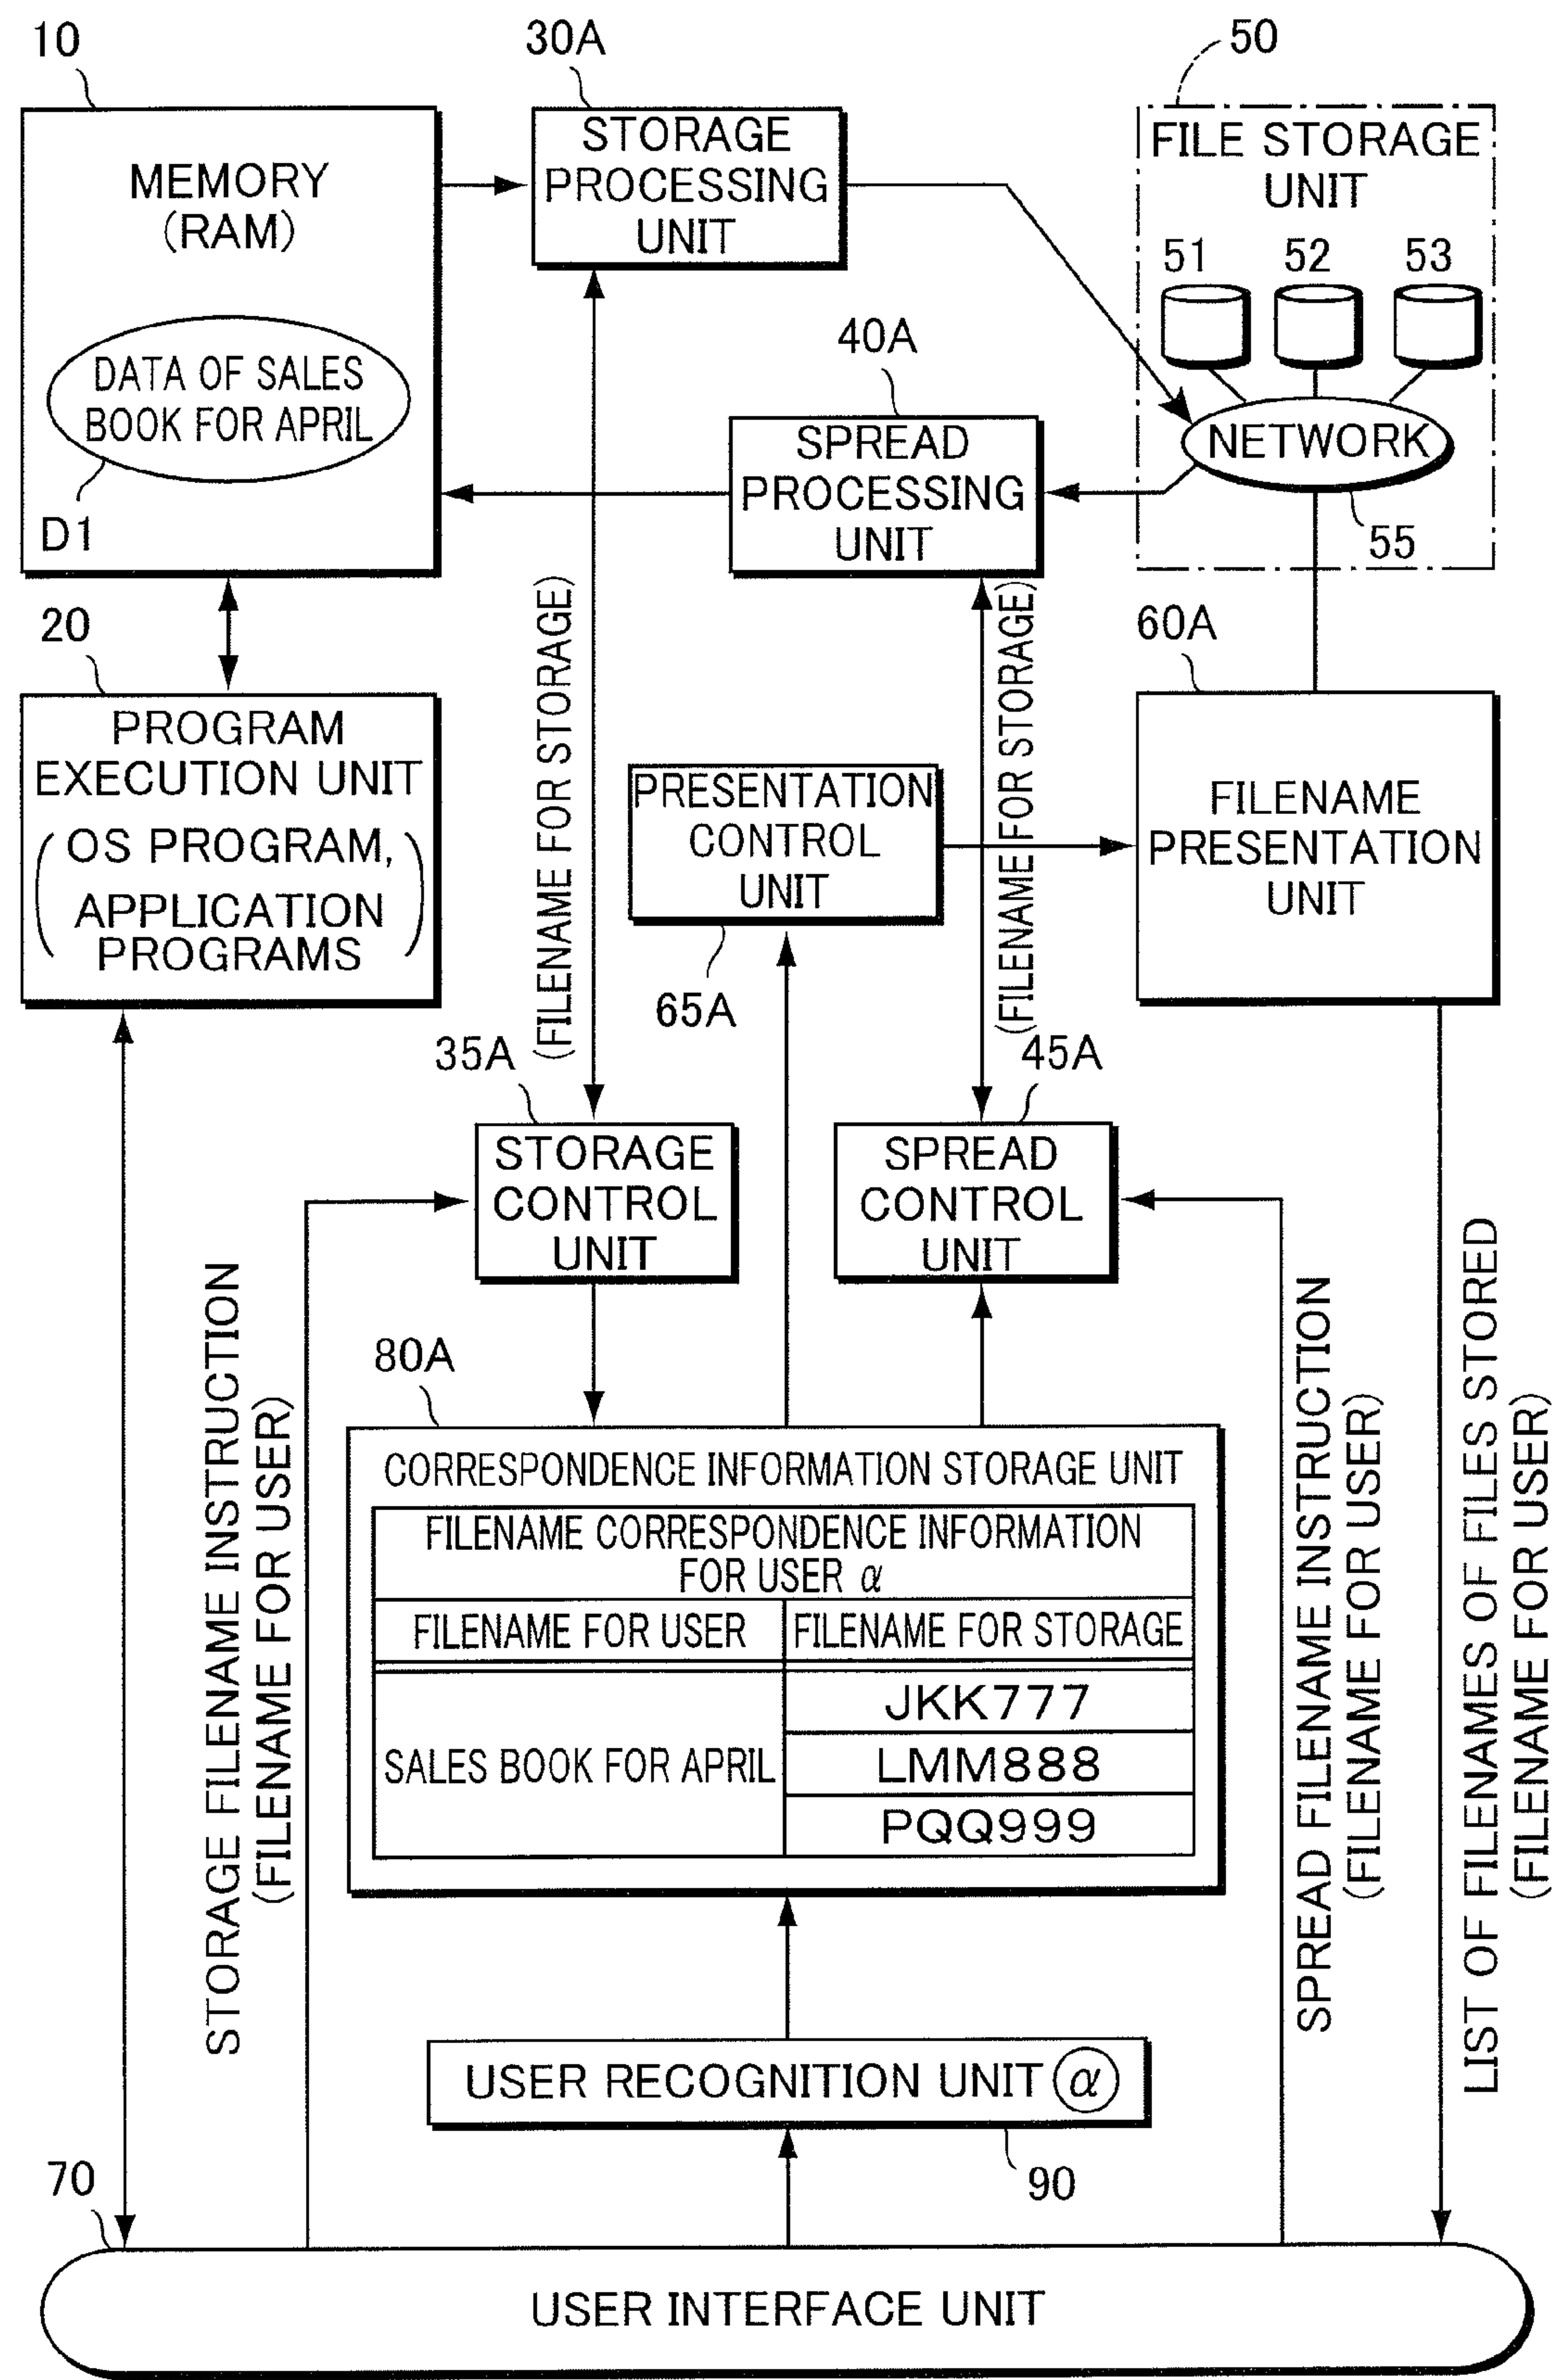 10
30A
50
MEMORY
(RAM)
DATA OF SALES
BOOK FOR APRIL
D1
STORAGE
PROCESSING
UNIT
FILE STORAGE
UNIT
51
52
53
NETWORK
55
40A
SPREAD
PROCESSING
UNIT
20
PROGRAM
EXECUTION UNIT
(OS PROGRAM,
APPLICATION
PROGRAMS)
(FILENAME FOR STORAGE)
(FILENAME FOR STORAGE)
60A
FILENAME
PRESENTATION
UNIT
PRESENTATION
CONTROL
UNIT
65A
35A
STORAGE
CONTROL
UNIT
45A
SPREAD
CONTROL
UNIT
STORAGE FILENAME INSTRUCTION
(FILENAME FOR USER)
80A
CORRESPONDENCE INFORMATION STORAGE UNIT
FILENAME CORRESPONDENCE INFORMATION
FOR USER α
FILENAME FOR USER
FILENAME FOR STORAGE
SALES BOOK FOR APRIL
JKK777
LMM888
PQQ999
SPREAD FILENAME INSTRUCTION
(FILENAME FOR USER)
LIST OF FILENAMES OF FILES STORED
(FILENAME FOR USER)
USER RECOGNITION UNIT α
90
70
USER INTERFACE UNIT